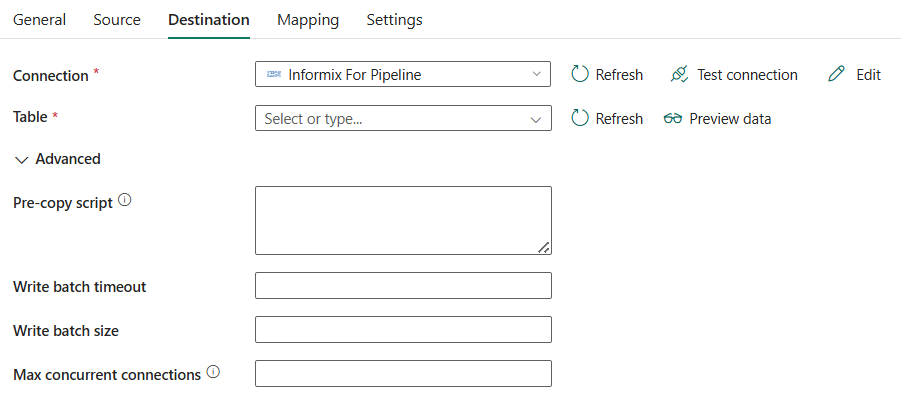 General Source Destination Mapping Settings
Connection * Informix For Pipeline Refresh Test connection Edit
Table * Select or type... Refresh Preview data
Advanced
Pre-copy script
Write batch timeout
Write batch size
Max concurrent connections